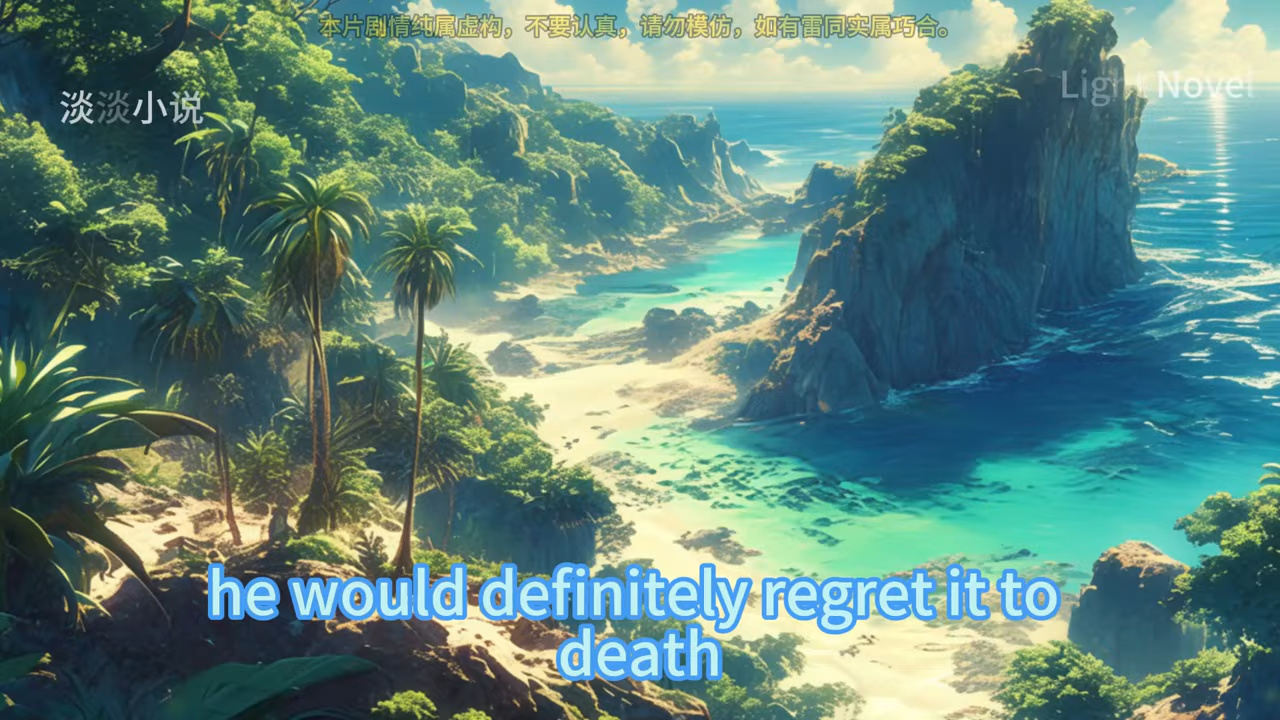 本片剧情纯属虚构，不要认真，请勿模仿，如有雷同实属巧合。
淡淡小说
Light Novel
he would definitely regret it to
death